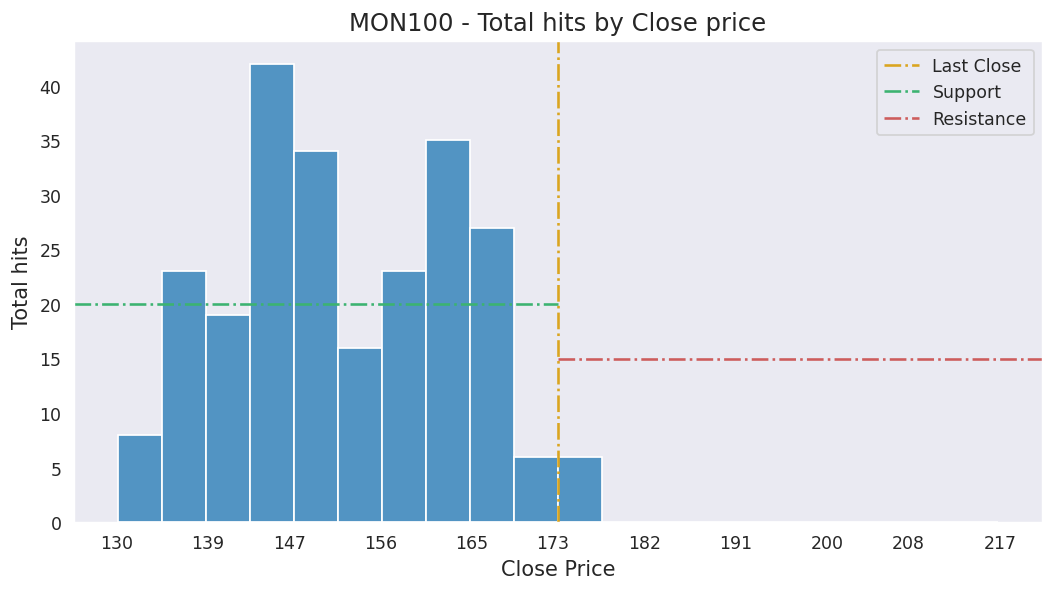 MON100 - Total hits by Close price
Last Close
Support
Resistance
Total hits
40
35
30
25
20
15
10
5
0
130 139 147 156 165 173 182 191 200 208 217
Close Price